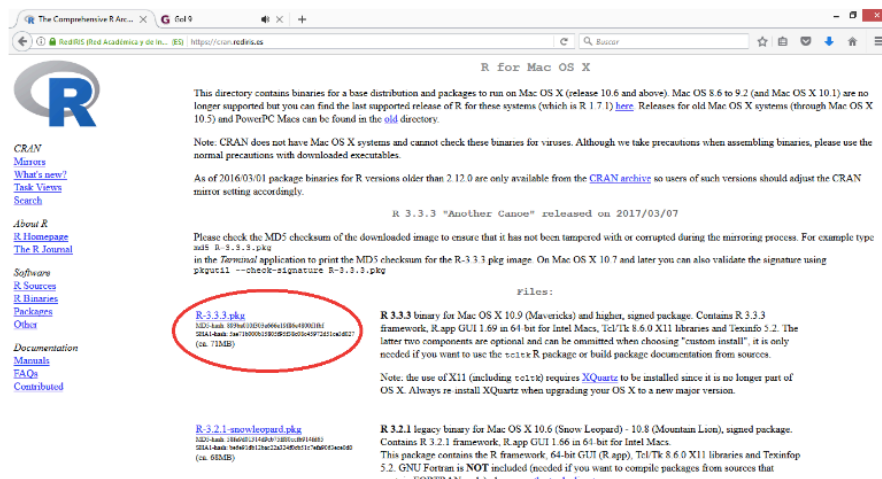 The Comprehensive R Arc...
Gol 9
RedIRIS (Red Académica y de In... (ES)
https://cran.rediris.es
Buscar
R
CRAN
Mirrors
What's new?
Task Views
Search
About R
R Homepage
The R Journal
Software
R Sources
R Binaries
Packages
Other
Documentation
Manuals
FAQs
Contributed
R for Mac OS X
This directory contains binaries for a base distribution and packages to run on Mac OS X (release 10.6 and above). Mac OS 8.6 to 9.2 (and Mac OS X 10.1) are no
longer supported but you can find the last supported release of R for these systems (which is R 1.7.1) here. Releases for old Mac OS X systems (through Mac OS X
10.5) and PowerPC Macs can be found in the old directory.
Note: CRAN does not have Mac OS X systems and cannot check these binaries for viruses. Although we take precautions when assembling binaries, please use the
normal precautions with downloaded executables.
As of 2016/03/01 package binaries for R versions older than 2.12.0 are only available from the CRAN archive so users of such versions should adjust the CRAN
mirror setting accordingly.
R 3.3.3 "Another Canoe" released on 2017/03/07
Please check the MD5 checksum of the downloaded image to ensure that it has not been tampered with or corrupted during the mirroring process. For example type
md5 R-3.3.3.pkg
in the Terminal application to print the MD5 checksum for the R-3.3.3 pkg image. On Mac OS X 10.7 and later you can also validate the signature using
pkgutil --check-signature R-3.3.3.pkg
Files:
R-3.3.3.pkg
MD5-hash:
SHA1-hash:
(ca. 71MB)
R 3.3.3 binary for Mac OS X 10.9 (Mavericks) and higher, signed package. Contains R 3.3.3
framework, R.app GUI 1.69 in 64-bit for Intel Macs, Tcl/Tk 8.6.0 X11 libraries and Texinfo 5.2. The
latter two components are optional and can be ommitted when choosing "custom install", it is only
needed if you want to use the tcltk R package or build package documentation from sources.
Note: the use of X11 (including tcltk) requires XQuartz to be installed since it is no longer part of
OS X. Always re-install XQuartz when upgrading your OS X to a new major version.
R-3.2.1-snowleopard.pkg
MD5-hash:
SHA1-hash:
(ca. 68MB)
R 3.2.1 legacy binary for Mac OS X 10.6 (Snow Leopard) - 10.8 (Mountain Lion), signed package.
Contains R 3.2.1 framework, R.app GUI 1.66 in 64-bit for Intel Macs.
This package contains the R framework, 64-bit GUI (R.app), Tcl/Tk 8.6.0 X11 libraries and Texinfop
5.2. GNU Fortran is NOT included (needed if you want to compile packages from sources that